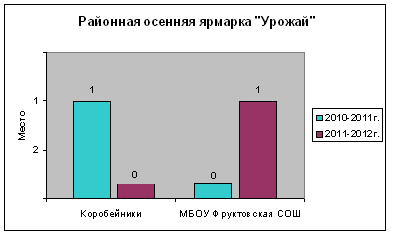 Районная осенняя ярмарка "Урожай"
Место
1
2
1
0
0
1
Коробейники
МБОУ Фруктовская СОШ
2010-2011г.
2011-2012г.